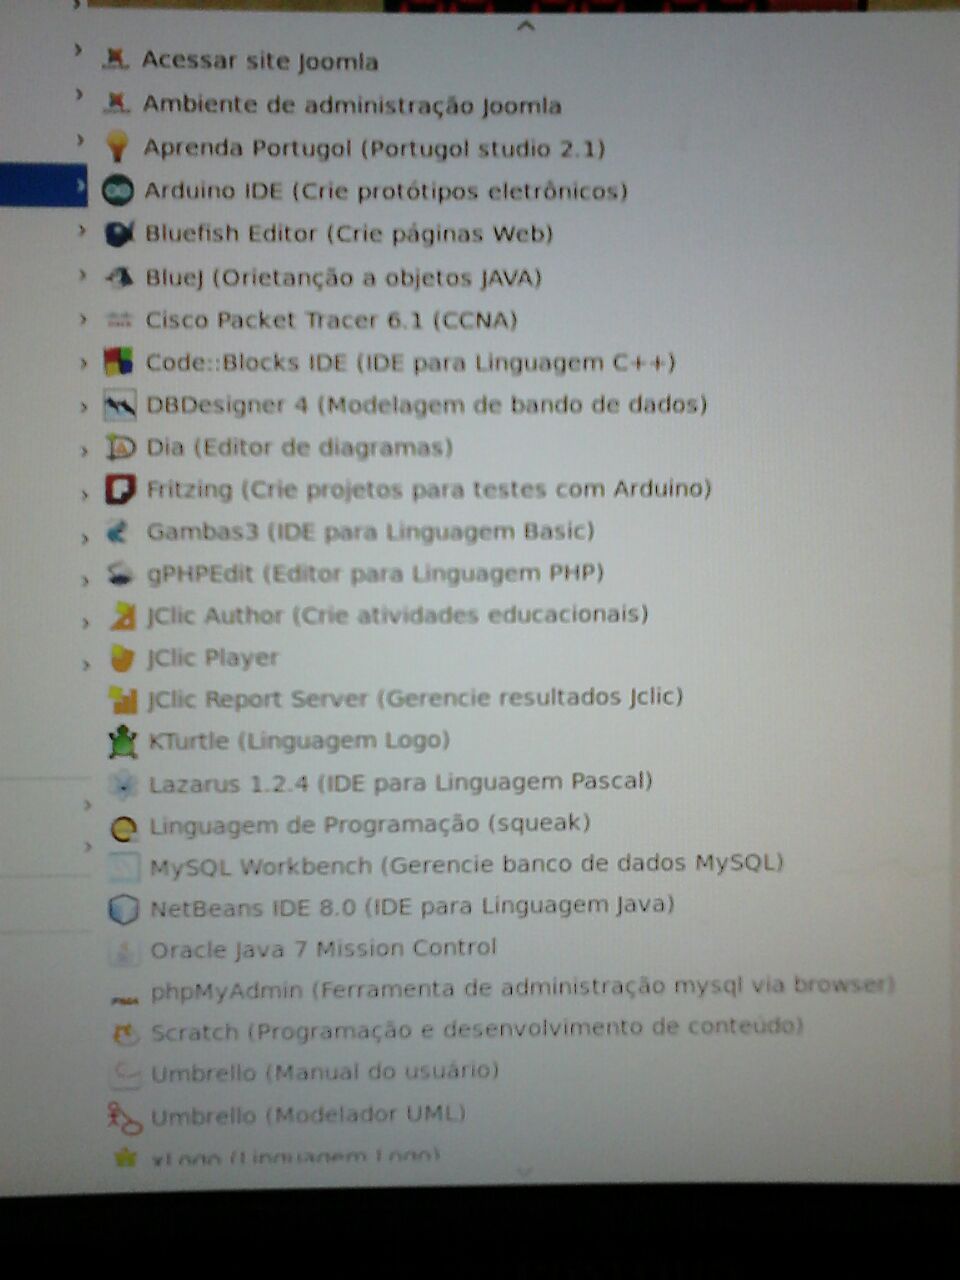 Acessar site Joomla
Ambiente de administração Joomla
Aprenda Portugol (Portugol studio 2.1)
Arduino IDE (Crie protótipos eletrônicos)
Bluefish Editor (Crie páginas Web)
BlueJ (Orietanção a objetos JAVA)
Cisco Packet Tracer 6.1 (CCNA)
Code::Blocks IDE (IDE para Linguagem C++)
DBDesigner 4 (Modelagem de bando de dados)
Dia (Editor de diagramas)
Fritzing (Crie projetos para testes com Arduino)
Gambas3 (IDE para Linguagem Basic)
gPHPEdit (Editor para Linguagem PHP)
JClic Author (Crie atividades educacionais)
JClic Player
JClic Report Server (Gerencie resultados Jclic)
KTurtle (Linguagem Logo)
Lazarus 1.2.4 (IDE para Linguagem Pascal)
Linguagem de Programação (squeak)
MySQL Workbench (Gerencie banco de dados MySQL)
NetBeans IDE 8.0 (IDE para Linguagem Java)
Oracle Java 7 Mission Control
phpMyAdmin (Ferramenta de administração mysql via browser)
Scratch (Programação e desenvolvimento de conteúdo)
Umbrello (Manual do usuário)
Umbrello (Modelador UML)
xLogo (Linguagem Logo)